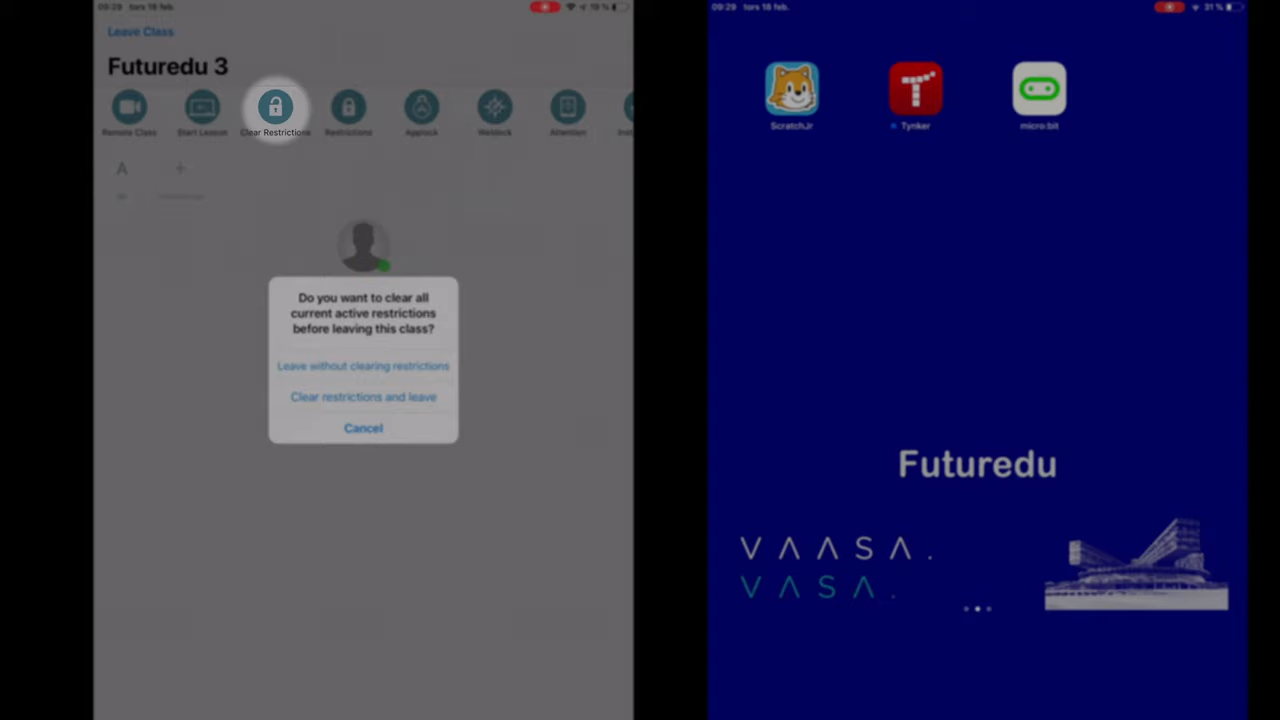 09:29 tors 18 feb.
19 %
Leave Class
Futuredu 3
Remote Class
Start Lesson
Clear Restrictions
Restrictions
Applock
Weblock
Attention
A
+
Do you want to clear all
current active restrictions
before leaving this class?
Leave without clearing restrictions
Clear restrictions and leave
Cancel
09:29 tors 18 feb.
31 %
ScratchJr
Tynker
micro:bit
Futuredu
VAASA.
VASA.